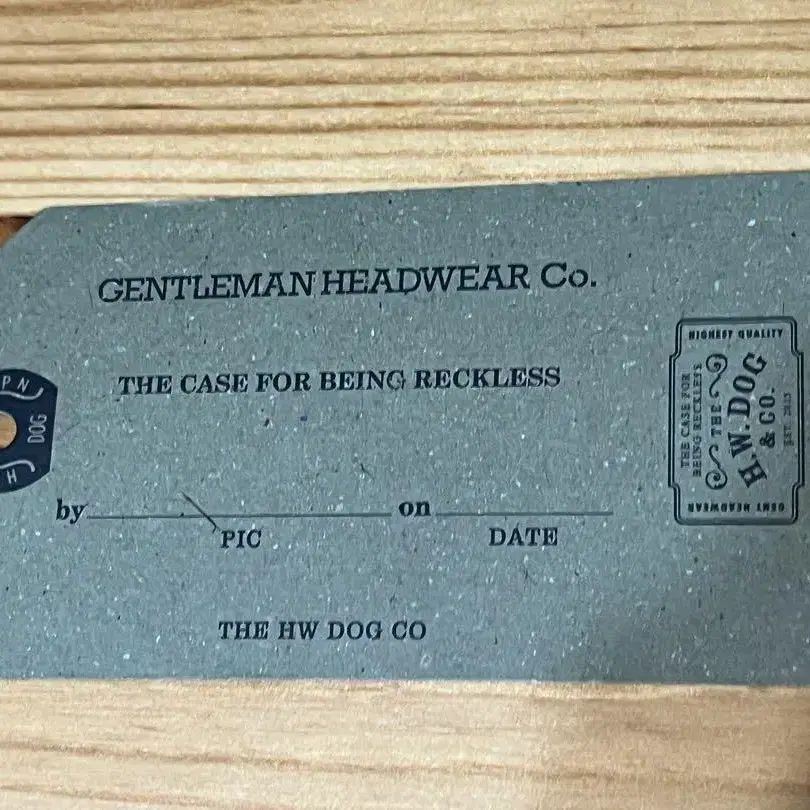 GENTLEMAN HEADWEAR Co.
THE CASE FOR BEING RECKLESS
by on
PIC DATE
THE HW DOG CO
P N
DOG
H
HIGHEST QUALITY
THE CASE FOR
BEING RECKLESS
THE
H.W. DOG
& CO.
EST. 2013
GENT HEADWEAR